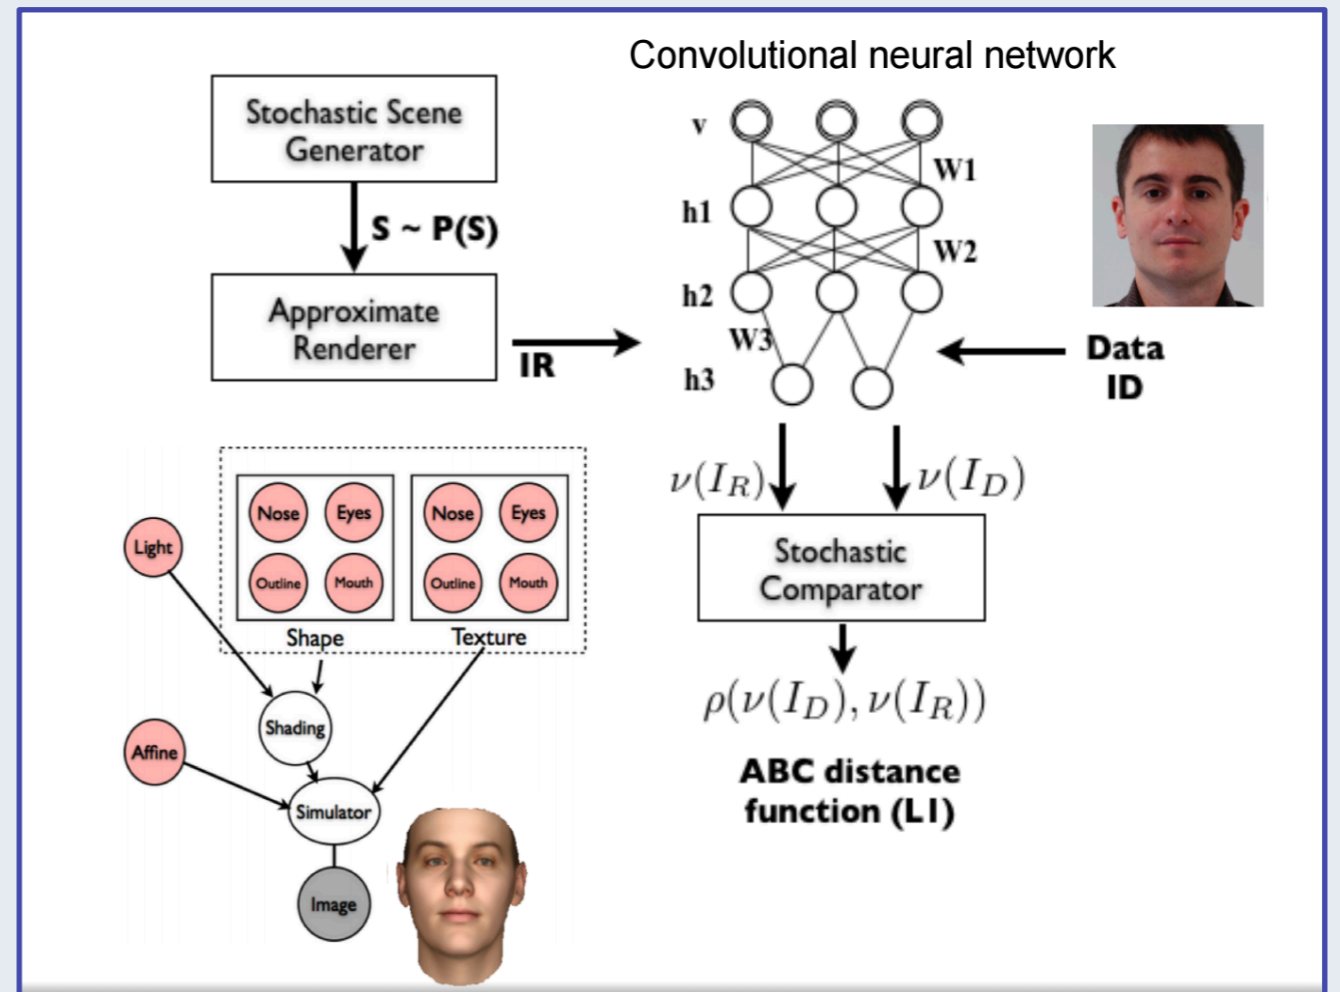 Convolutional neural network
Stochastic Scene
Generator
S ~ P(S)
Approximate
Renderer
IR
v
W1
h1
W2
h2
W3
h3
Data
ID
ν(I_R)
ν(I_D)
Stochastic
Comparator
ρ(ν(I_D), ν(I_R))
ABC distance
function (L1)
Light
Nose
Eyes
Outline
Mouth
Shape
Nose
Eyes
Outline
Mouth
Texture
Shading
Affine
Simulator
Image